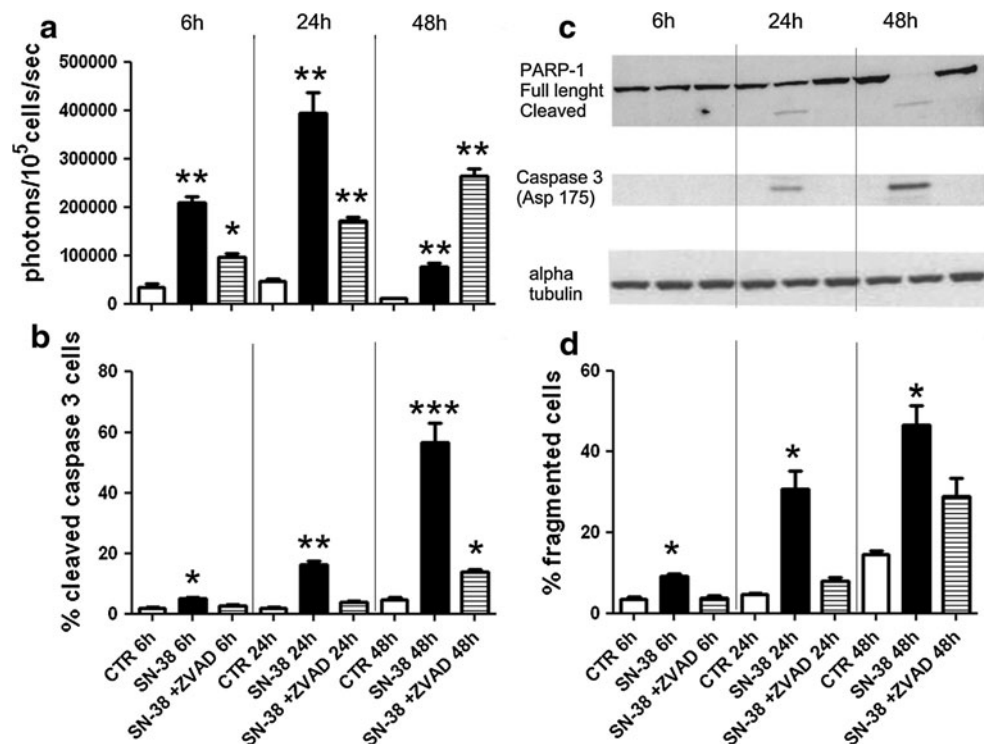 a
6h
24h
48h
photons/10⁵cells/sec
500000
400000
300000
200000
100000
0
**
*
**
**
**
**
b
% cleaved caspase 3 cells
80
60
40
20
0
*
**
***
*
CTR 6h
SN-38 6h
SN-38 +ZVAD 6h
CTR 24h
SN-38 24h
SN-38 +ZVAD 24h
CTR 48h
SN-38 48h
SN-38 +ZVAD 48h
c
6h
24h
48h
PARP-1
Full lenght
Cleaved
Caspase 3
(Asp 175)
alpha
tubulin
d
% fragmented cells
60
40
20
0
*
*
*
CTR 6h
SN-38 6h
SN-38 +ZVAD 6h
CTR 24h
SN-38 24h
SN-38 +ZVAD 24h
CTR 48h
SN-38 48h
SN-38 +ZVAD 48h